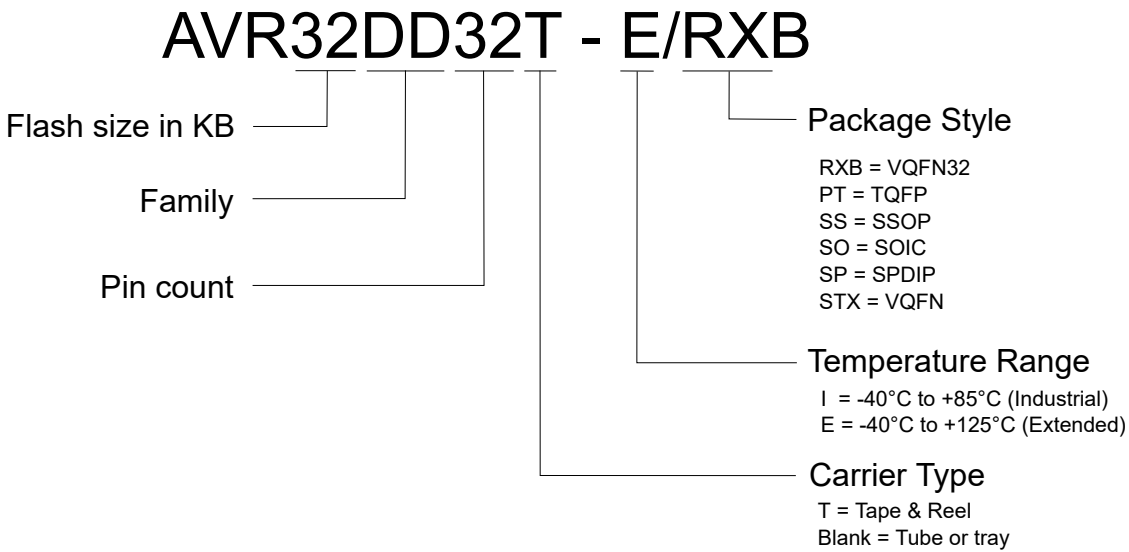 AVR32DD32T - E/RXB
Flash size in KB
Family
Pin count
Package Style
RXB = VQFN32
PT = TQFP
SS = SSOP
SO = SOIC
SP = SPDIP
STX = VQFN
Temperature Range
I = -40°C to +85°C (Industrial)
E = -40°C to +125°C (Extended)
Carrier Type
T = Tape & Reel
Blank = Tube or tray